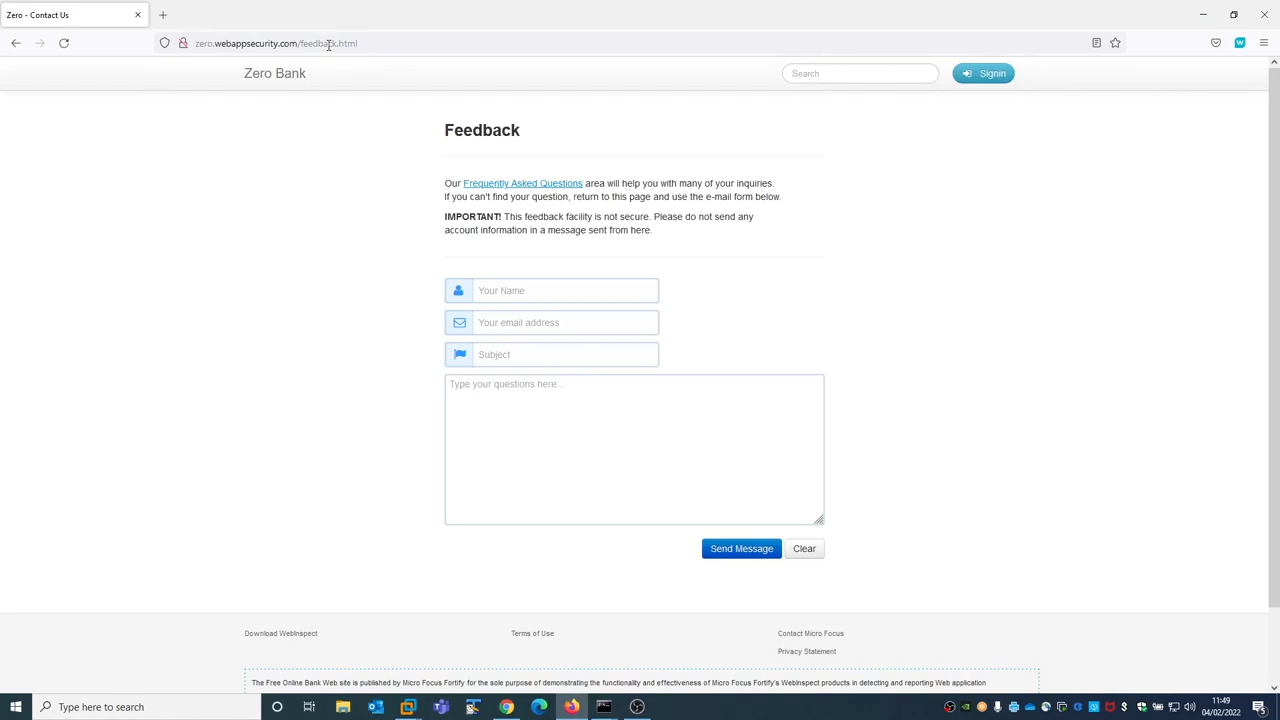 Zero - Contact Us
zero.webappsecurity.com/feedback.html
Zero Bank
Search
Signin
Feedback
Our Frequently Asked Questions area will help you with many of your inquiries.
If you can't find your question, return to this page and use the e-mail form below.
IMPORTANT! This feedback facility is not secure. Please do not send any
account information in a message sent from here.
Your Name
Your email address
Subject
Type your questions here...
Send Message
Clear
Download WebInspect
Terms of Use
Contact Micro Focus
Privacy Statement
The Free Online Bank Web site is published by Micro Focus Fortify for the sole purpose of demonstrating the functionality and effectiveness of Micro Focus Fortify's WebInspect products in detecting and reporting Web application
Type here to search
11:49
04/02/2022